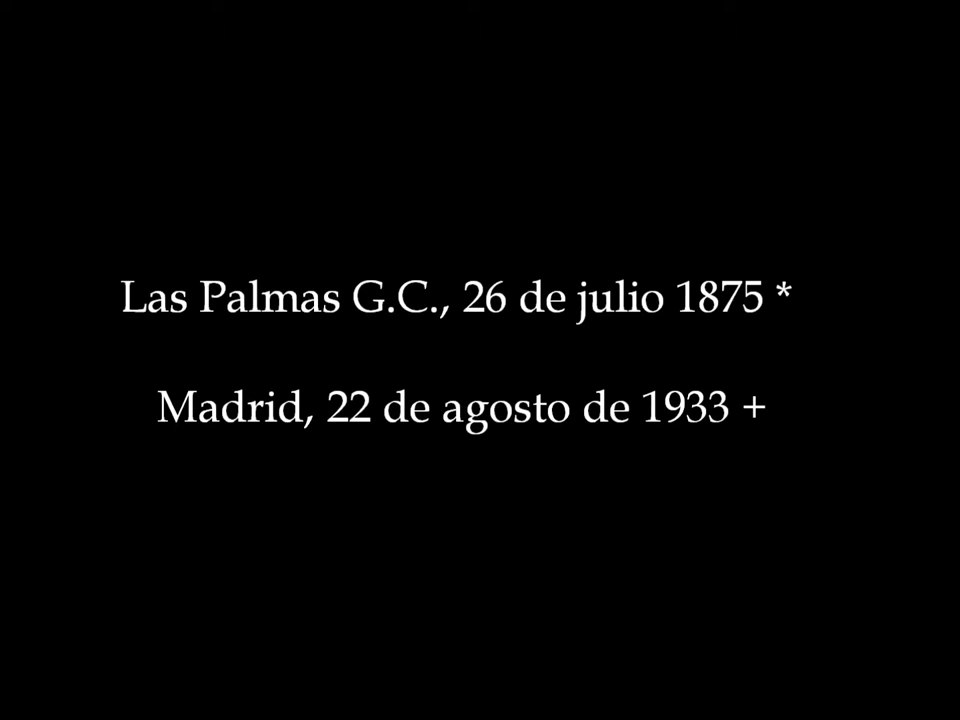 Las Palmas G.C., 26 de julio 1875 *
Madrid, 22 de agosto de 1933 +